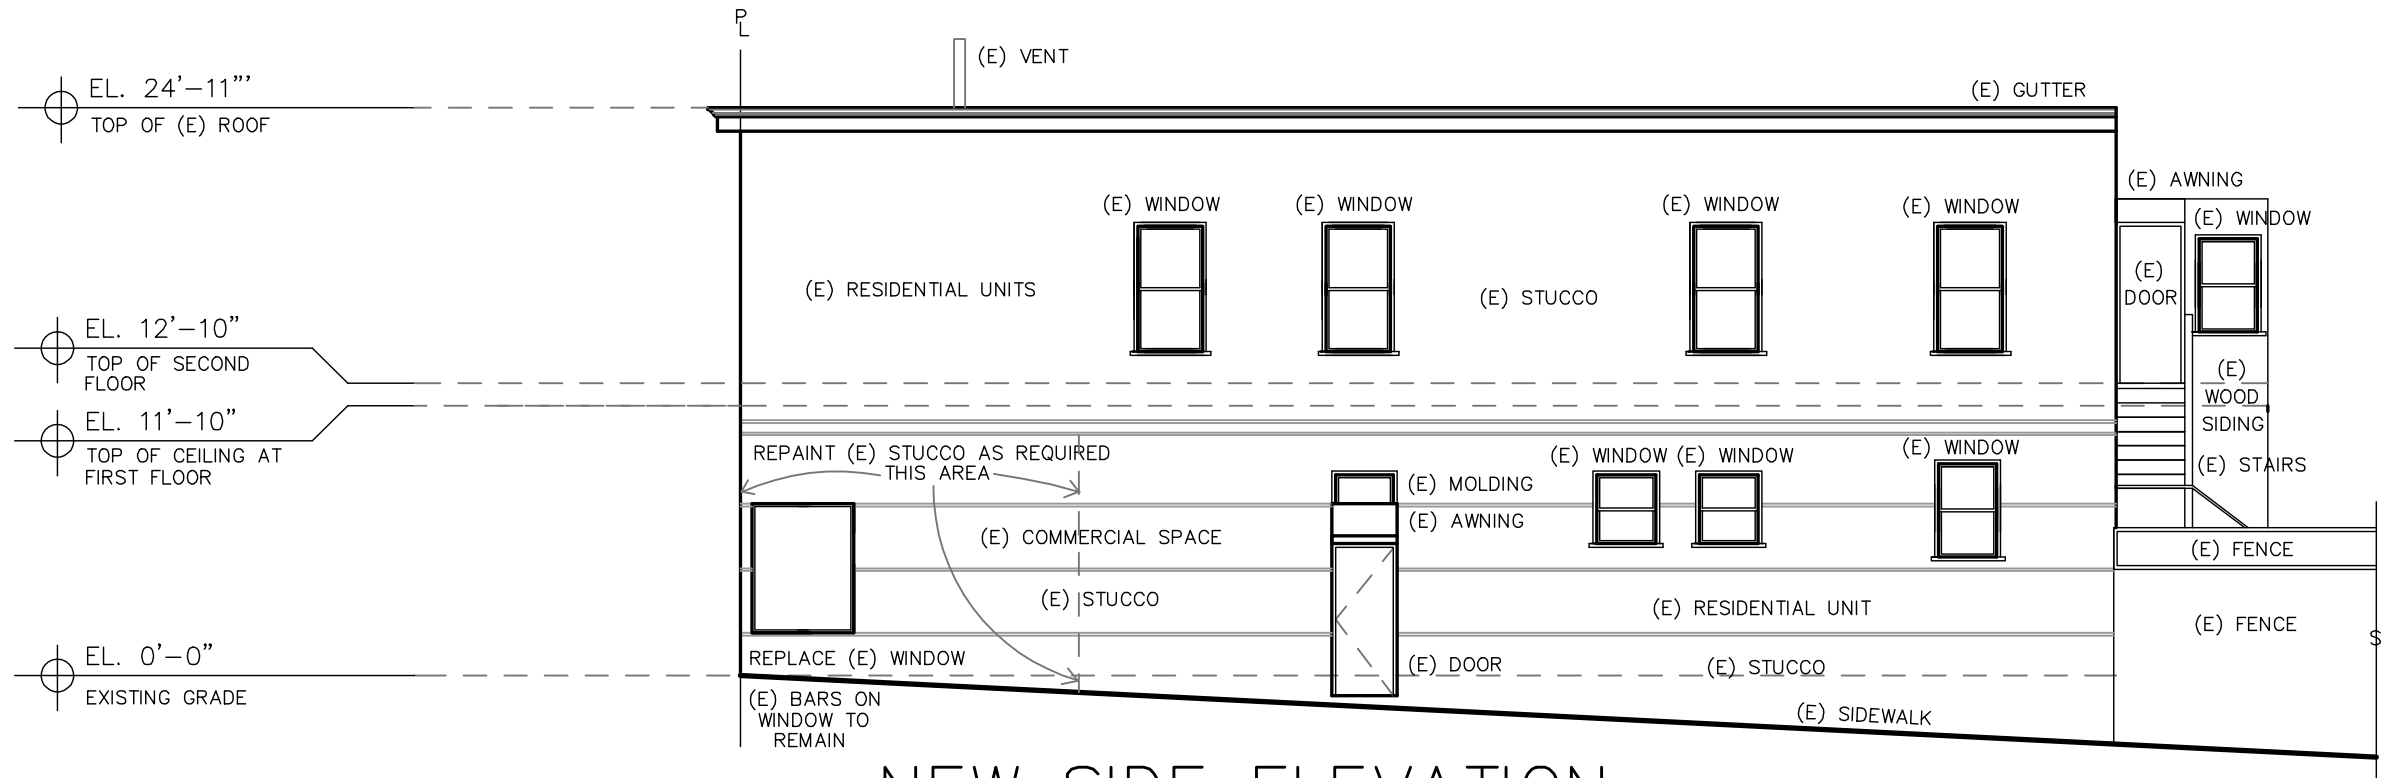 P
L
(E) VENT
EL. 24'-11"'
TOP OF (E) ROOF
(E) GUTTER
(E) AWNING
(E) WINDOW
(E) WINDOW
(E) WINDOW
(E) WINDOW
(E) WINDOW
(E) RESIDENTIAL UNITS
(E) STUCCO
(E)
DOOR
EL. 12'-10"
TOP OF SECOND
FLOOR
(E)
WOOD
SIDING
EL. 11'-10"
TOP OF CEILING AT
FIRST FLOOR
REPAINT (E) STUCCO AS REQUIRED
THIS AREA
(E) WINDOW
(E) WINDOW
(E) WINDOW
(E) STAIRS
(E) MOLDING
(E) AWNING
(E) COMMERCIAL SPACE
(E) FENCE
(E) STUCCO
(E) RESIDENTIAL UNIT
(E) FENCE
S
EL. 0'-0"
EXISTING GRADE
REPLACE (E) WINDOW
(E) DOOR
(E) STUCCO
(E) BARS ON
WINDOW TO
REMAIN
(E) SIDEWALK
NEW SIDE ELEVATION